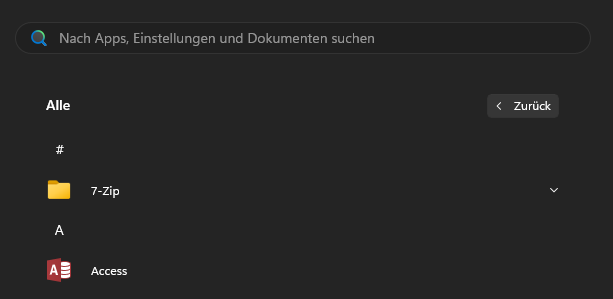 Nach Apps, Einstellungen und Dokumenten suchen
Alle
Zurück
#
7-Zip
A
A
Access